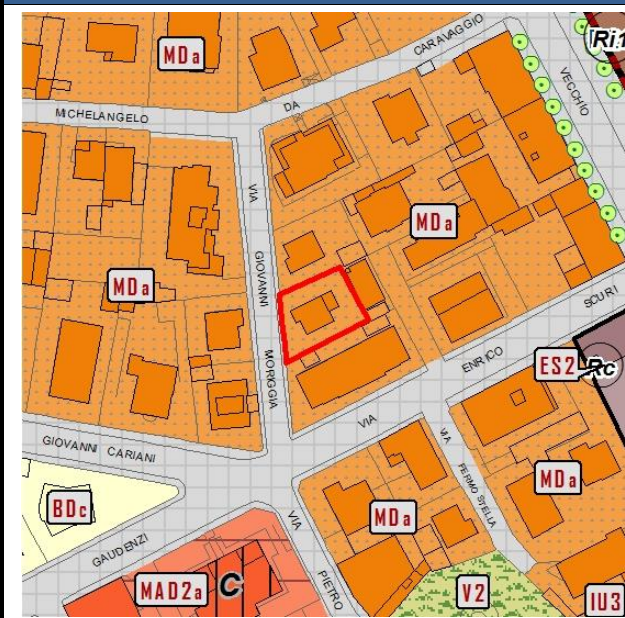 MDa
CARAVAGGIO
Ri1
DA
MICHELANGELO
VECCHIO
VIA
GIOVANNI
MORIGGIA
MDa
MDa
SCURI
ENRICO
VIA
ES2
Rc
GIOVANNI CARIANI
VIA
FERMO STELLA
MDa
BDc
MDa
GAUDENZI
VIA
PIETRO
MAD2a
C
V2
IU3